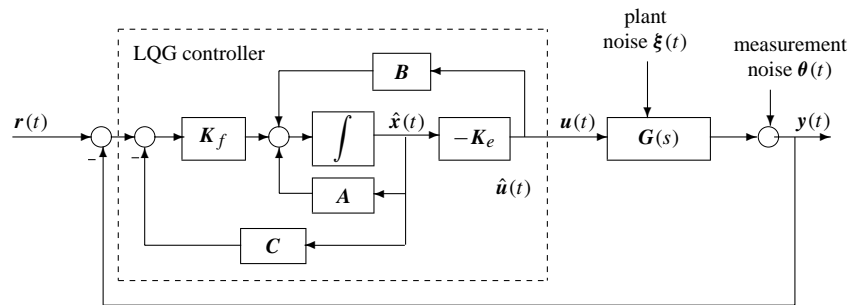 plant
noise ξ(t)
measurement
noise θ(t)
LQG controller
B
r(t)
K_f
∫
x̂(t)
−K_e
u(t)
G(s)
y(t)
-
-
A
û(t)
C